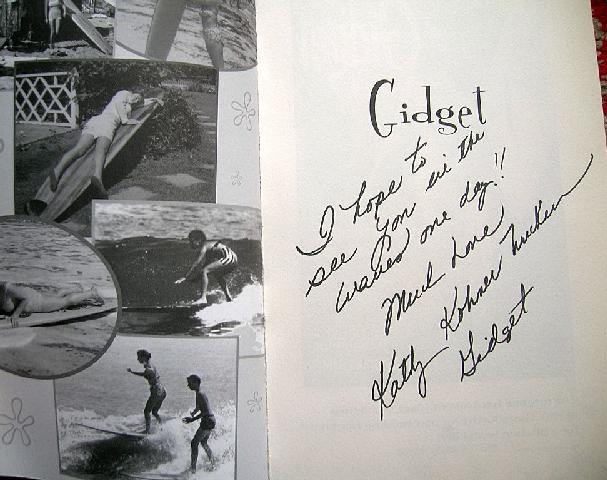 Gidget
I hope to
see you in the
waves one day!!
Much Love
Kathy Kohner Zuckerman
Gidget